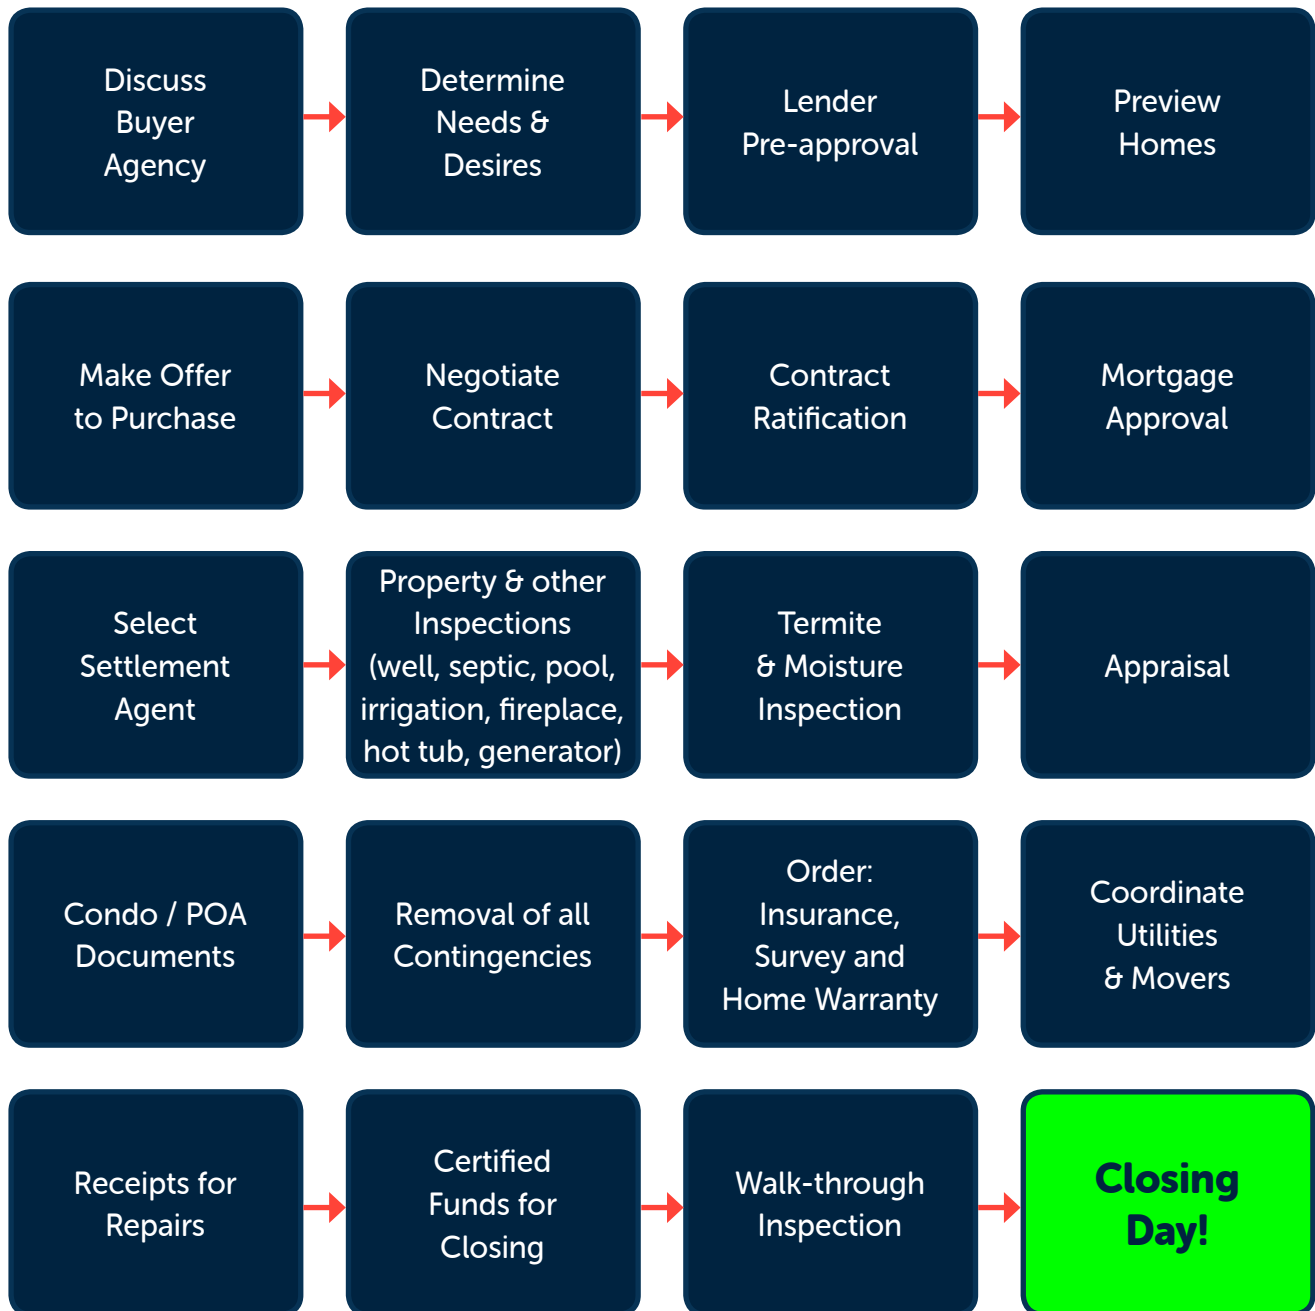 Discuss
Buyer
Agency
Determine
Needs &
Desires
Lender
Pre-approval
Preview
Homes
Make Offer
to Purchase
Negotiate
Contract
Contract
Ratification
Mortgage
Approval
Select
Settlement
Agent
Property & other
Inspections
(well, septic, pool,
irrigation, fireplace,
hot tub, generator)
Termite
& Moisture
Inspection
Appraisal
Condo / POA
Documents
Removal of all
Contingencies
Order:
Insurance,
Survey and
Home Warranty
Coordinate
Utilities
& Movers
Receipts for
Repairs
Certified
Funds for
Closing
Walk-through
Inspection
Closing
Day!